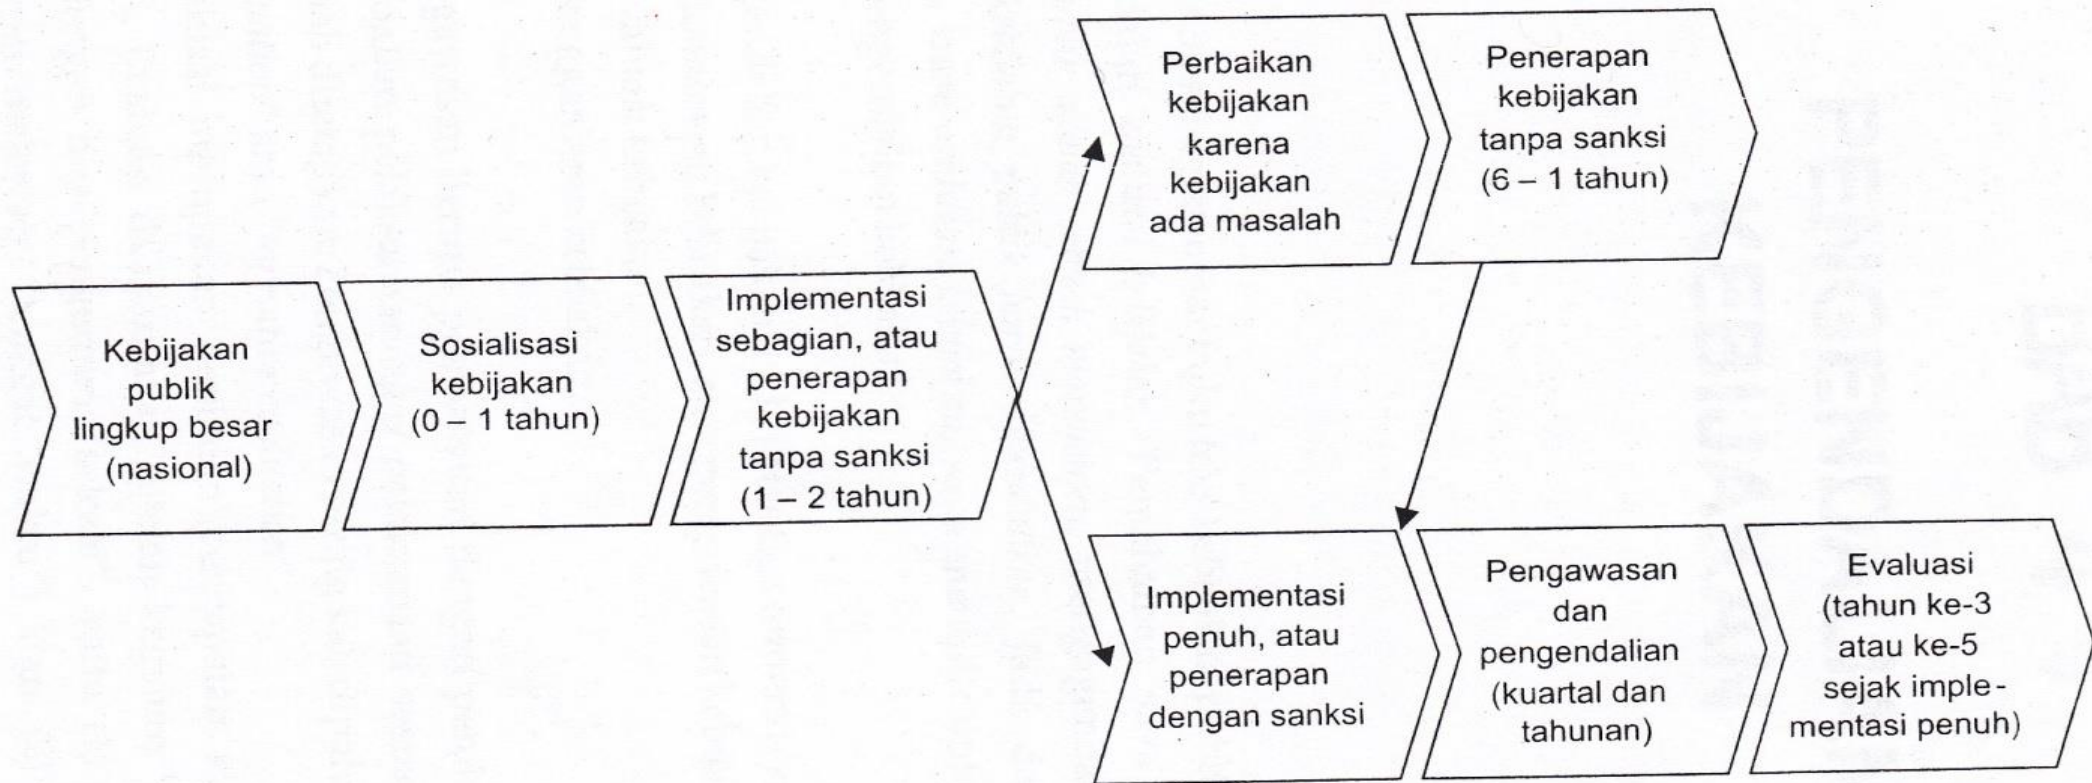 Kebijakan
publik
lingkup besar
(nasional)
Sosialisasi
kebijakan
(0 – 1 tahun)
Implementasi
sebagian, atau
penerapan
kebijakan
tanpa sanksi
(1 – 2 tahun)
Perbaikan
kebijakan
karena
kebijakan
ada masalah
Penerapan
kebijakan
tanpa sanksi
(6 – 1 tahun)
Implementasi
penuh, atau
penerapan
dengan sanksi
Pengawasan
dan
pengendalian
(kuartal dan
tahunan)
Evaluasi
(tahun ke-3
atau ke-5
sejak imple-
mentasi penuh)